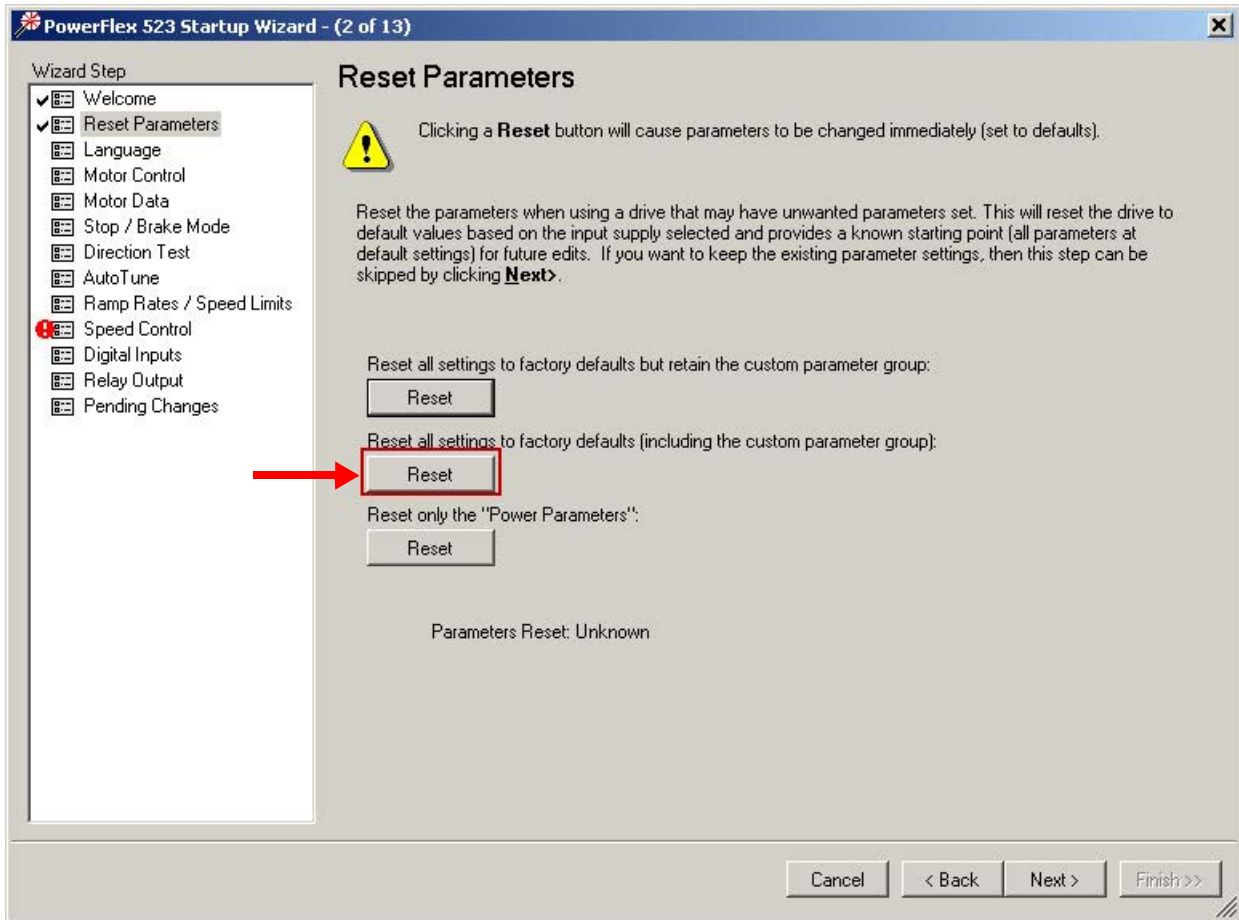 PowerFlex 523 Startup Wizard - (2 of 13)
Wizard Step
Welcome
Reset Parameters
Language
Motor Control
Motor Data
Stop / Brake Mode
Direction Test
AutoTune
Ramp Rates / Speed Limits
Speed Control
Digital Inputs
Relay Output
Pending Changes
Reset Parameters
Clicking a Reset button will cause parameters to be changed immediately (set to defaults).
Reset the parameters when using a drive that may have unwanted parameters set. This will reset the drive to
default values based on the input supply selected and provides a known starting point (all parameters at
default settings) for future edits. If you want to keep the existing parameter settings, then this step can be
skipped by clicking Next>.
Reset all settings to factory defaults but retain the custom parameter group:
Reset
Reset all settings to factory defaults (including the custom parameter group):
Reset
Reset only the "Power Parameters":
Reset
Parameters Reset: Unknown
Cancel
< Back
Next >
Finish >>